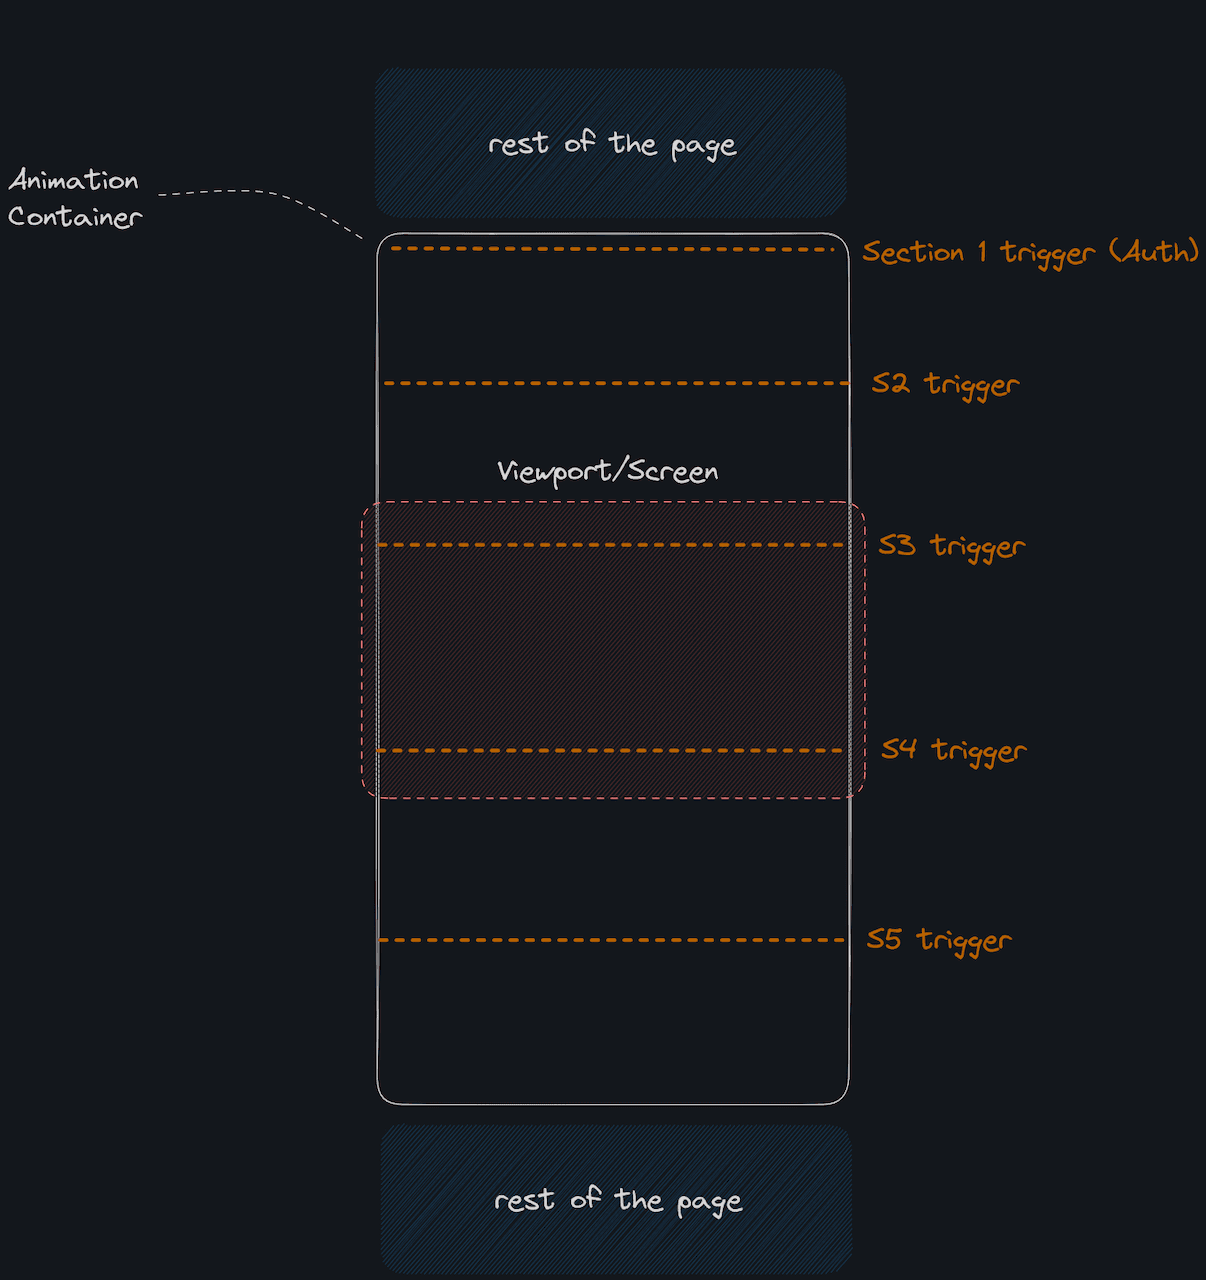 rest of the page
Animation
Container
Section 1 trigger (Auth)
S2 trigger
Viewport/Screen
S3 trigger
S4 trigger
S5 trigger
rest of the page